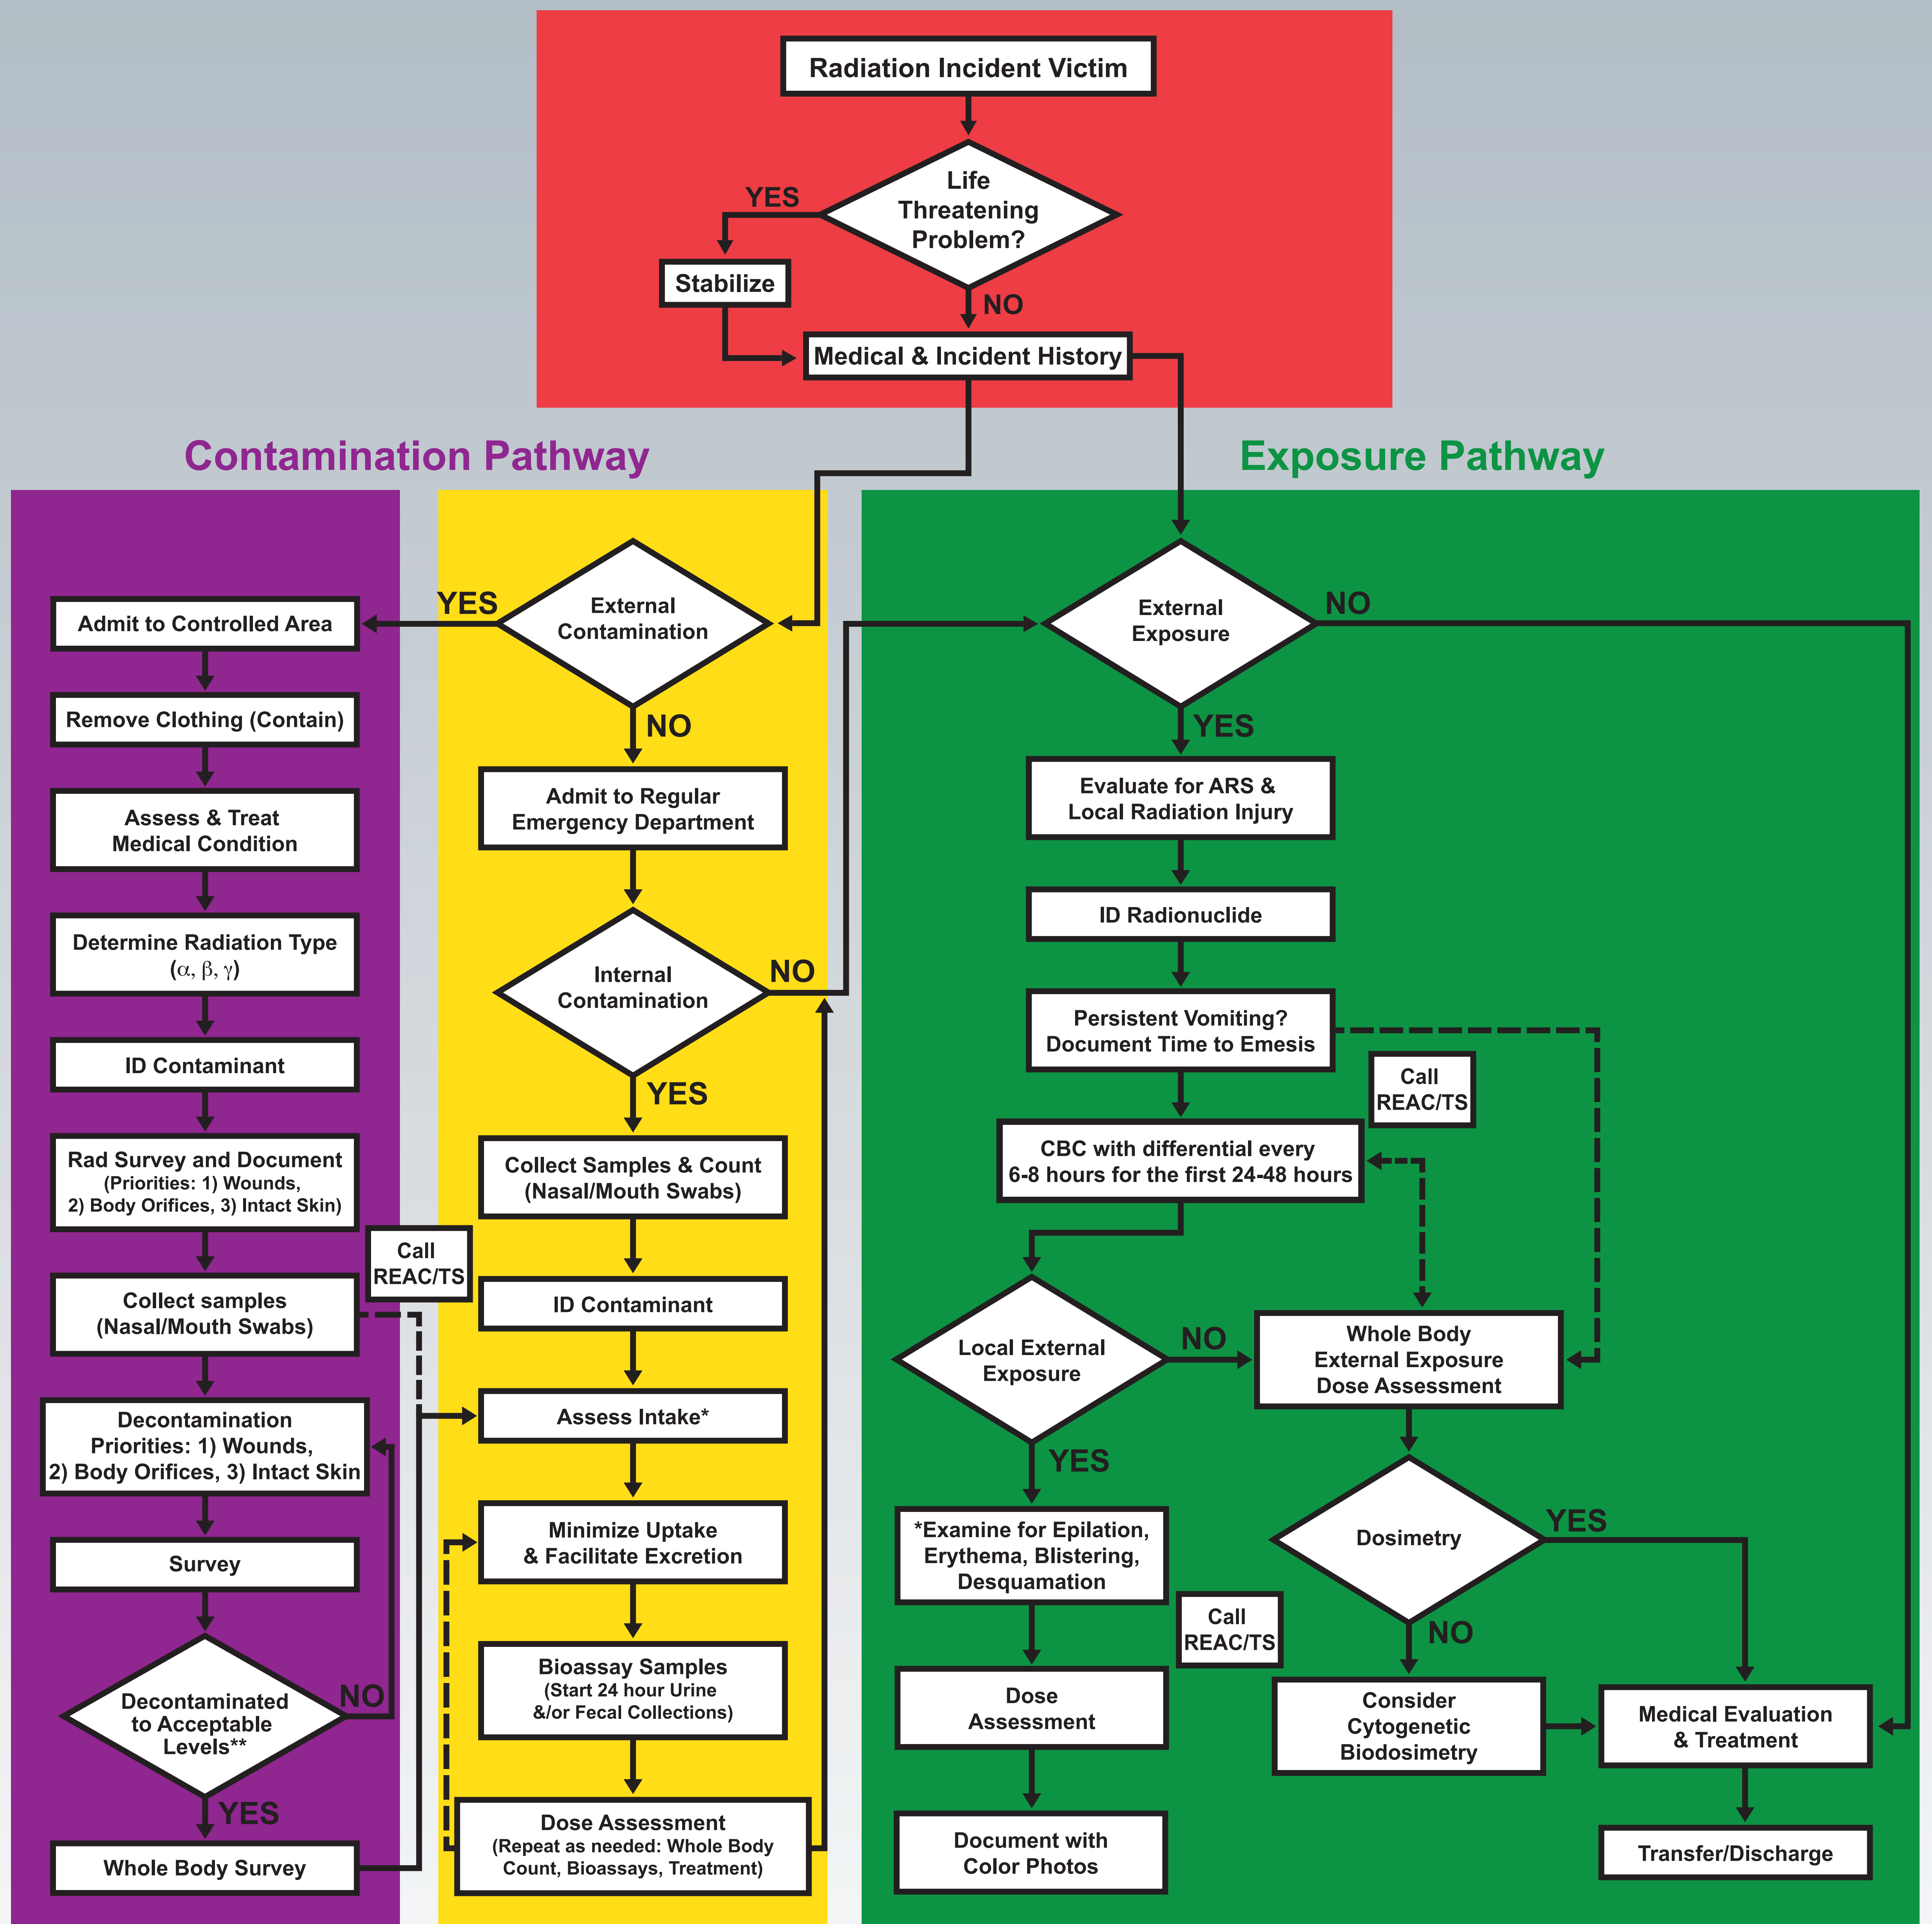 Radiation Incident Victim
Life
Threatening
Problem?
YES
Stabilize
NO
Medical & Incident History
Contamination Pathway
Exposure Pathway
Admit to Controlled Area
Remove Clothing (Contain)
Assess & Treat
Medical Condition
Determine Radiation Type
(α, β, γ)
ID Contaminant
Rad Survey and Document
(Priorities: 1) Wounds,
2) Body Orifices, 3) Intact Skin)
Collect samples
(Nasal/Mouth Swabs)
Call
REAC/TS
Decontamination
Priorities: 1) Wounds,
2) Body Orifices, 3) Intact Skin
Survey
Decontaminated
to Acceptable
Levels**
NO
YES
Whole Body Survey
External
Contamination
YES
NO
Admit to Regular
Emergency Department
Internal
Contamination
NO
YES
Collect Samples & Count
(Nasal/Mouth Swabs)
ID Contaminant
Assess Intake*
Minimize Uptake
& Facilitate Excretion
Bioassay Samples
(Start 24 hour Urine
&/or Fecal Collections)
Dose Assessment
(Repeat as needed: Whole Body
Count, Bioassays, Treatment)
External
Exposure
NO
YES
Evaluate for ARS &
Local Radiation Injury
ID Radionuclide
Persistent Vomiting?
Document Time to Emesis
Call
REAC/TS
CBC with differential every
6-8 hours for the first 24-48 hours
Local External
Exposure
NO
YES
Whole Body
External Exposure
Dose Assessment
*Examine for Epilation,
Erythema, Blistering,
Desquamation
Call
REAC/TS
Dose
Assessment
Document with
Color Photos
Dosimetry
YES
NO
Consider
Cytogenetic
Biodosimetry
Medical Evaluation
& Treatment
Transfer/Discharge